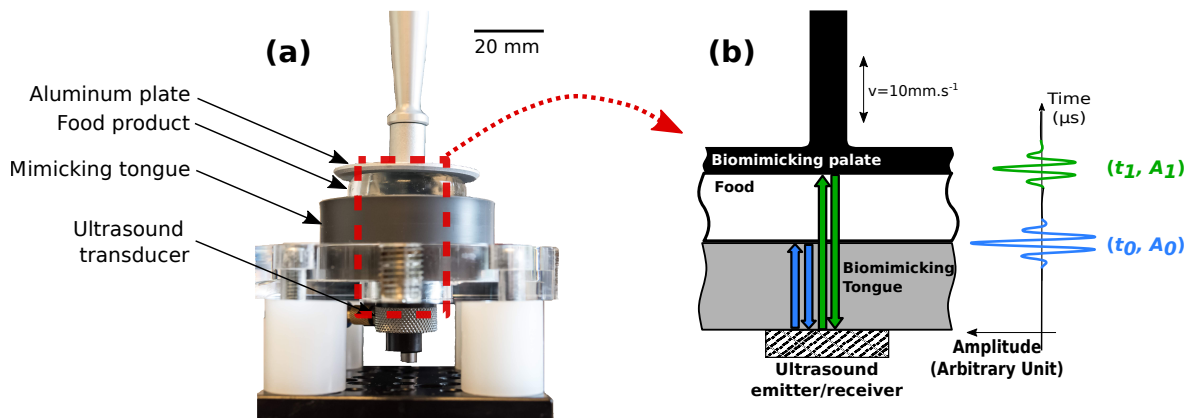 (a)
20 mm
Aluminum plate
Food product
Mimicking tongue
Ultrasound
transducer
(b)
v=10mm.s⁻¹
Time
(µs)
Biomimicking palate
Food
(t₁, A₁)
(t₀, A₀)
Biomimicking
Tongue
Ultrasound
emitter/receiver
Amplitude
(Arbitrary Unit)